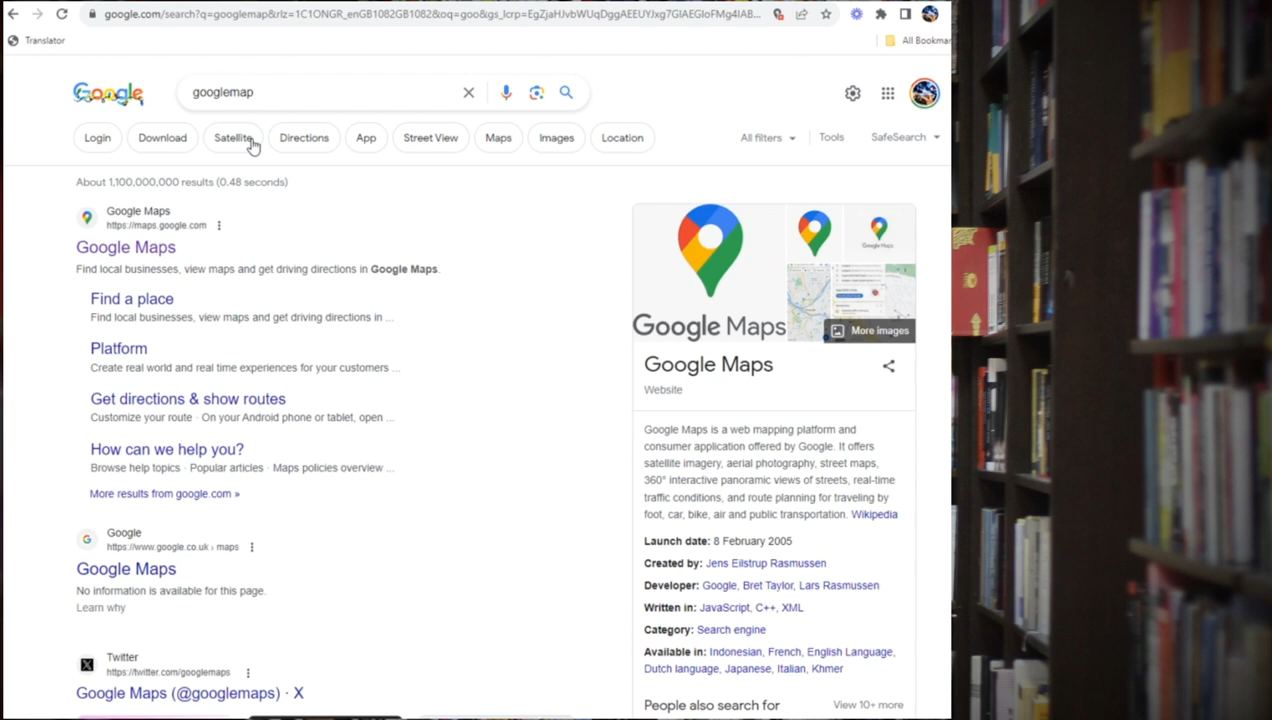 google.com/search?q=googlemap&rlz=1C1ONGR_enGB1082GB1082&oq=goo&gs_lcrp=EgZjaHJvbWUqDggAEEUYJxg7GIAEGIoFMg4IAB...
Translator
All Bookmar
Google
googlemap
Login
Download
Satellite
Directions
App
Street View
Maps
Images
Location
All filters
Tools
SafeSearch
About 1,100,000,000 results (0.48 seconds)
Google Maps
https://maps.google.com
Google Maps
Find local businesses, view maps and get driving directions in Google Maps.
Find a place
Find local businesses, view maps and get driving directions in ...
Platform
Create real world and real time experiences for your customers ...
Get directions & show routes
Customize your route · On your Android phone or tablet, open ...
How can we help you?
Browse help topics · Popular articles · Maps policies overview ...
More results from google.com »
Google
https://www.google.co.uk › maps
Google Maps
No information is available for this page.
Learn why
Twitter
https://twitter.com/googlemaps
Google Maps (@googlemaps) · X
Google Maps
Google Maps
More images
Google Maps
Website
Google Maps is a web mapping platform and
consumer application offered by Google. It offers
satellite imagery, aerial photography, street maps,
360° interactive panoramic views of streets, real-time
traffic conditions, and route planning for traveling by
foot, car, bike, air and public transportation. Wikipedia
Launch date: 8 February 2005
Created by: Jens Eilstrup Rasmussen
Developer: Google, Bret Taylor, Lars Rasmussen
Written in: JavaScript, C++, XML
Category: Search engine
Available in: Indonesian, French, English Language,
Dutch language, Japanese, Italian, Khmer
People also search for
View 10+ more